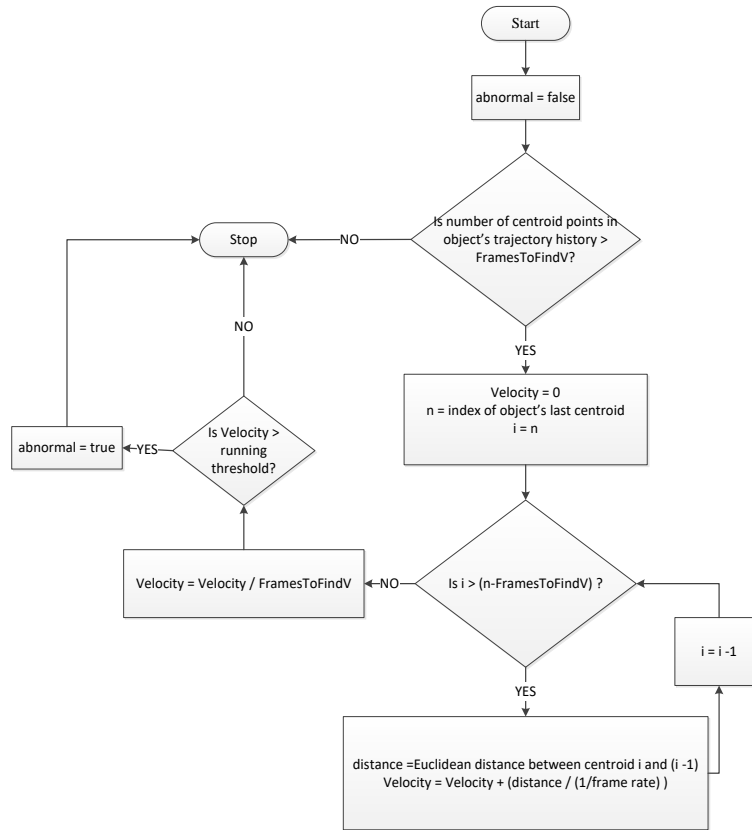 Start
abnormal = false
Is number of centroid points in
object's trajectory history >
FramesToFindV?
NO
Stop
YES
Velocity = 0
n = index of object's last centroid
i = n
NO
Is Velocity >
running
threshold?
YES
abnormal = true
Is i > (n-FramesToFindV) ?
NO
Velocity = Velocity / FramesToFindV
i = i -1
YES
distance =Euclidean distance between centroid i and (i -1)
Velocity = Velocity + (distance / (1/frame rate) )